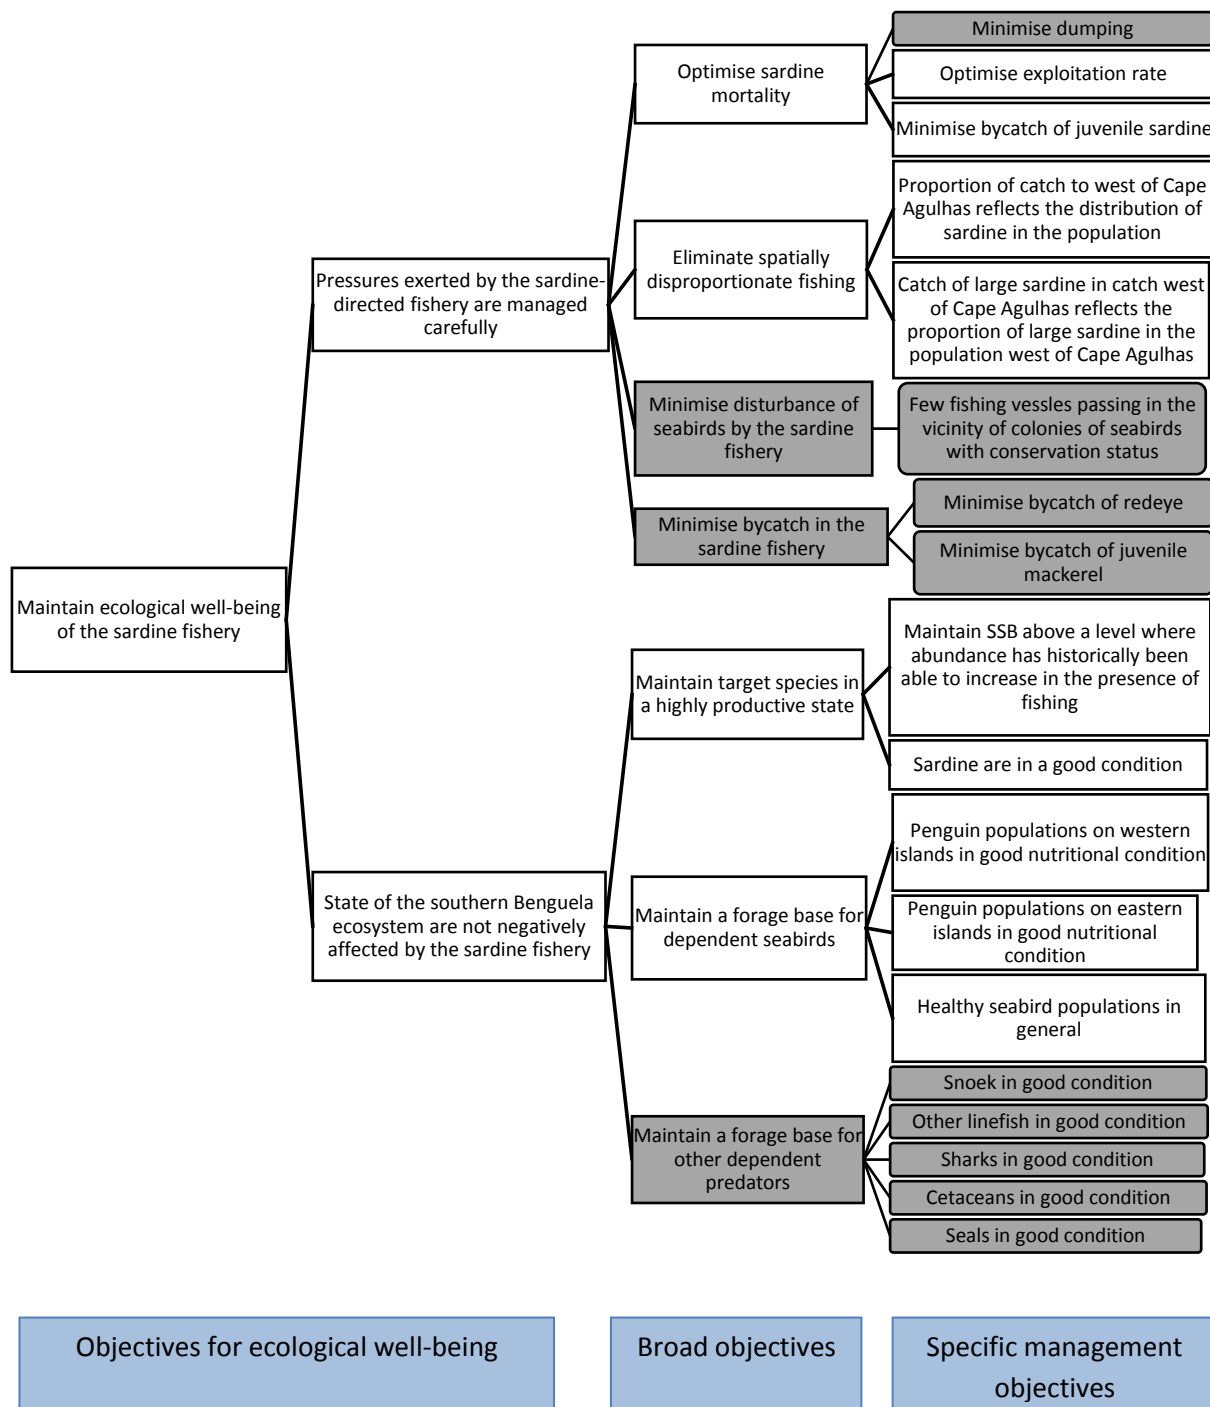 Minimise dumping
Optimise sardine
mortality
Optimise exploitation rate
Minimise bycatch of juvenile sardine
Proportion of catch to west of Cape
Agulhas reflects the distribution of
sardine in the population
Eliminate spatially
disproportionate fishing
Pressures exerted by the sardine-
directed fishery are managed
carefully
Catch of large sardine in catch west
of Cape Agulhas reflects the
proportion of large sardine in the
population west of Cape Agulhas
Minimise disturbance of
seabirds by the sardine
fishery
Few fishing vessles passing in the
vicinity of colonies of seabirds
with conservation status
Minimise bycatch in the
sardine fishery
Minimise bycatch of redeye
Minimise bycatch of juvenile
mackerel
Maintain ecological well-being
of the sardine fishery
Maintain SSB above a level where
abundance has historically been
able to increase in the presence of
fishing
Maintain target species in
a highly productive state
Sardine are in a good condition
Penguin populations on western
islands in good nutritional condition
State of the southern Benguela
ecosystem are not negatively
affected by the sardine fishery
Maintain a forage base for
dependent seabirds
Penguin populations on eastern
islands in good nutritional
condition
Healthy seabird populations in
general
Maintain a forage base for
other dependent
predators
Snoek in good condition
Other linefish in good condition
Sharks in good condition
Cetaceans in good condition
Seals in good condition
Objectives for ecological well-being
Broad objectives
Specific management
objectives